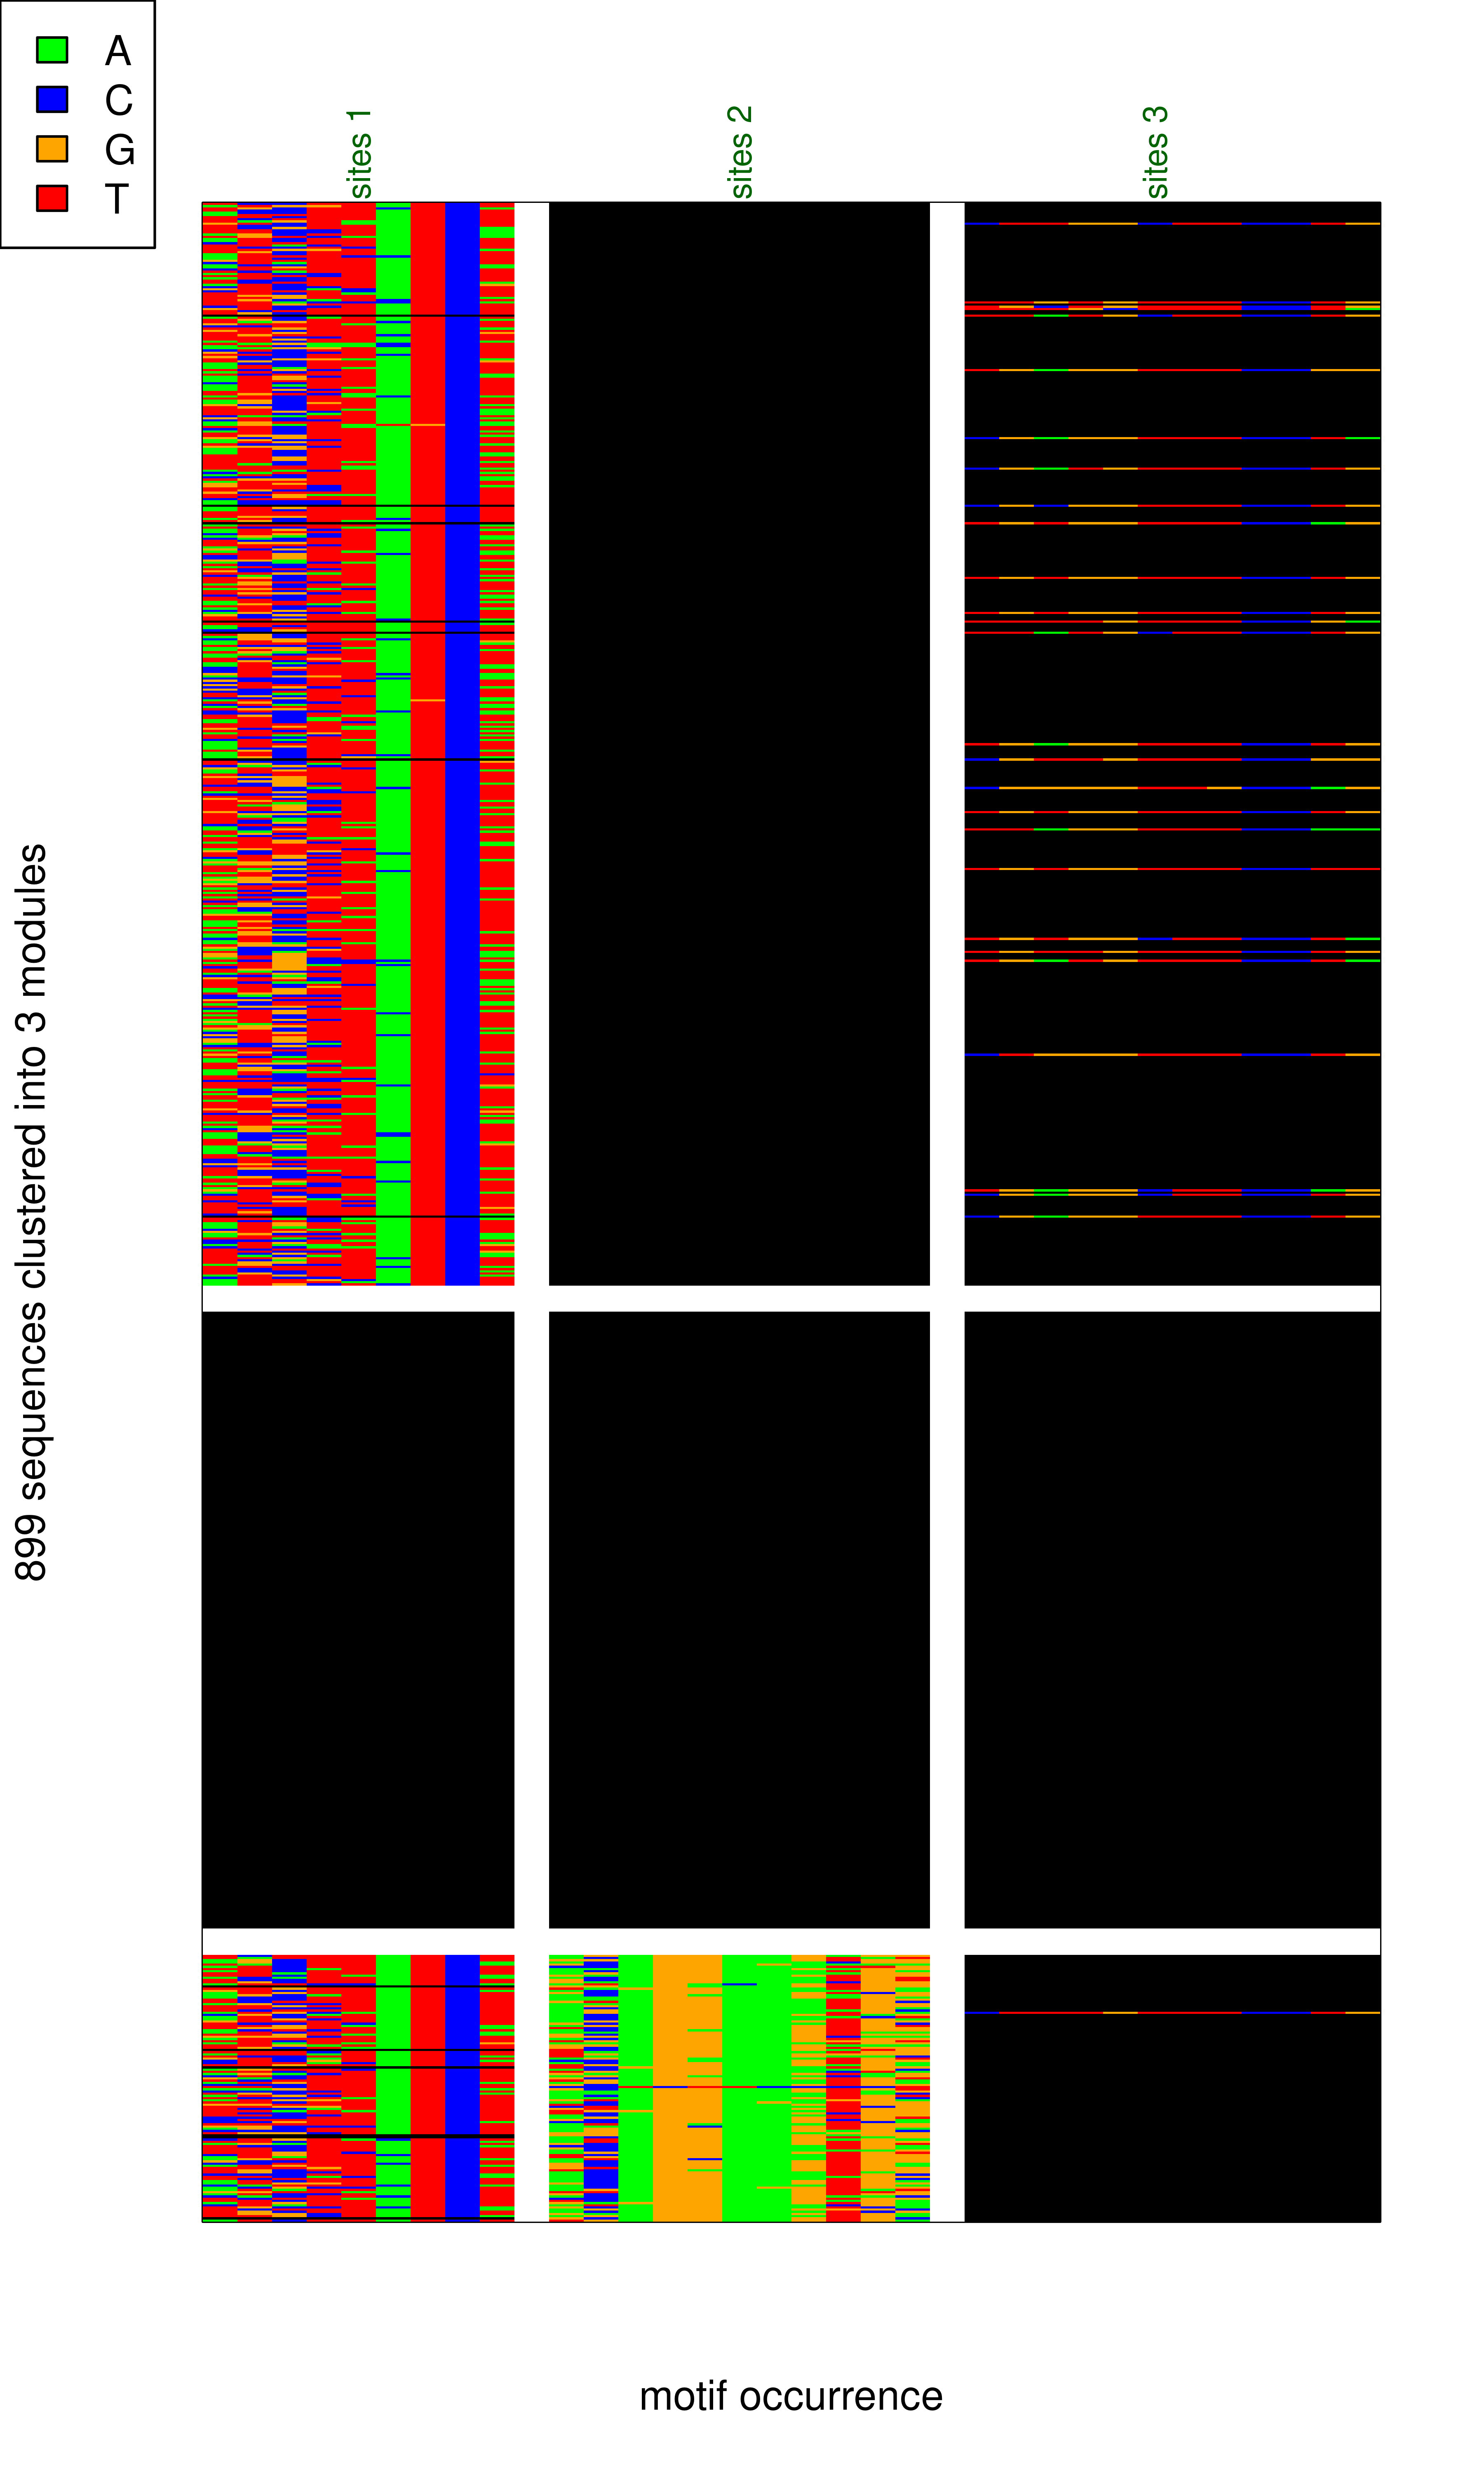 A
C
G
T
sites 1
sites 2
sites 3
899 sequences clustered into 3 modules
motif occurrence